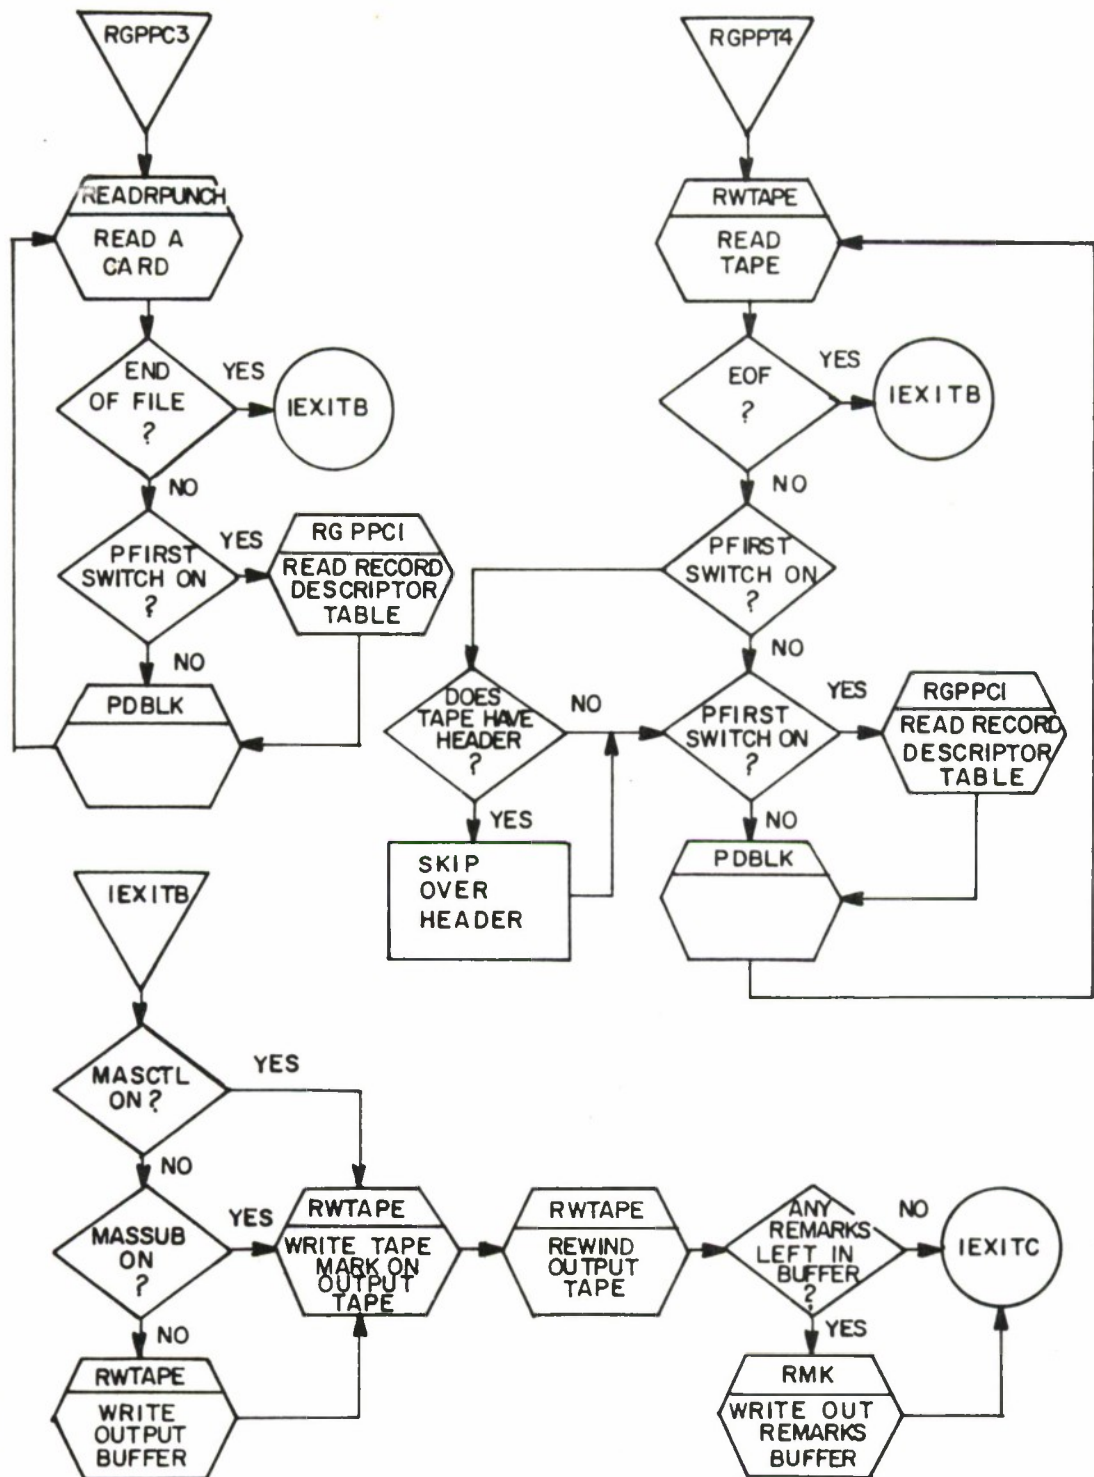 RGPPC3
READRPUNCH
READ A
CARD
END
OF FILE
?
YES
IEXITB
NO
PFIRST
SWITCH ON
?
YES
RGPPC1
READ RECORD
DESCRIPTOR
TABLE
NO
PDBLK
RGPPT4
RWTAPE
READ
TAPE
EOF
?
YES
IEXITB
NO
PFIRST
SWITCH ON
?
NO
DOES
TAPE HAVE
HEADER
?
NO
YES
SKIP
OVER
HEADER
PFIRST
SWITCH ON
?
YES
RGPPC1
READ RECORD
DESCRIPTOR
TABLE
NO
PDBLK
IEXITB
MASCTL
ON?
YES
NO
MASSUB
ON
?
YES
NO
RWTAPE
WRITE
OUTPUT
BUFFER
RWTAPE
WRITE TAPE
MARK ON
OUTPUT
TAPE
RWTAPE
REWIND
OUTPUT
TAPE
ANY
REMARKS
LEFT IN
BUFFER
?
NO
IEXITC
YES
RMK
WRITE OUT
REMARKS
BUFFER